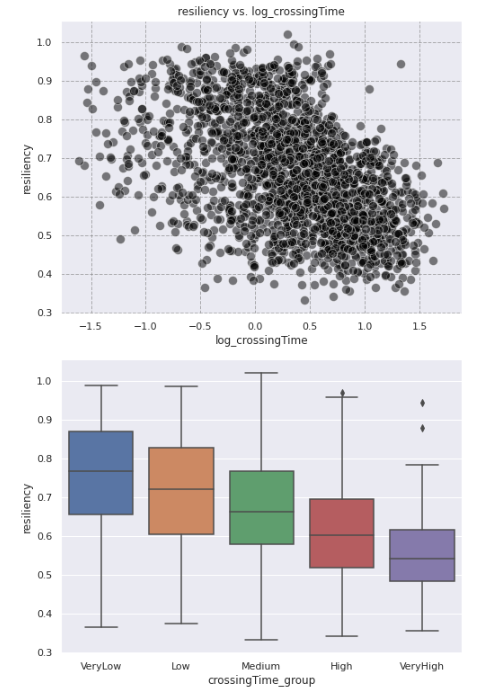 resiliency vs. log_crossingTime
1.0
0.9
0.8
0.7
0.6
0.5
0.4
0.3
resiliency
−1.5 −1.0 −0.5 0.0 0.5 1.0 1.5
log_crossingTime
1.0
0.9
0.8
0.7
0.6
0.5
0.4
0.3
resiliency
VeryLow Low Medium High VeryHigh
crossingTime_group